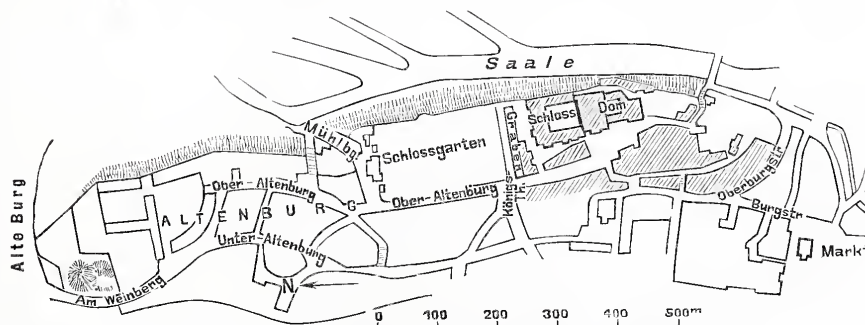 Saale
Schloss
Dom
Graben
Mühlbg.
Schlossgarten
Ober-Altenburg
Ober-Altenburg
Königs-
Th.
Oberburgstr
Burgstr
ALTENBURG
Unter-Altenburg
Alte Burg
Am Weinberg
N
Markt
0 100 200 300 400 500m